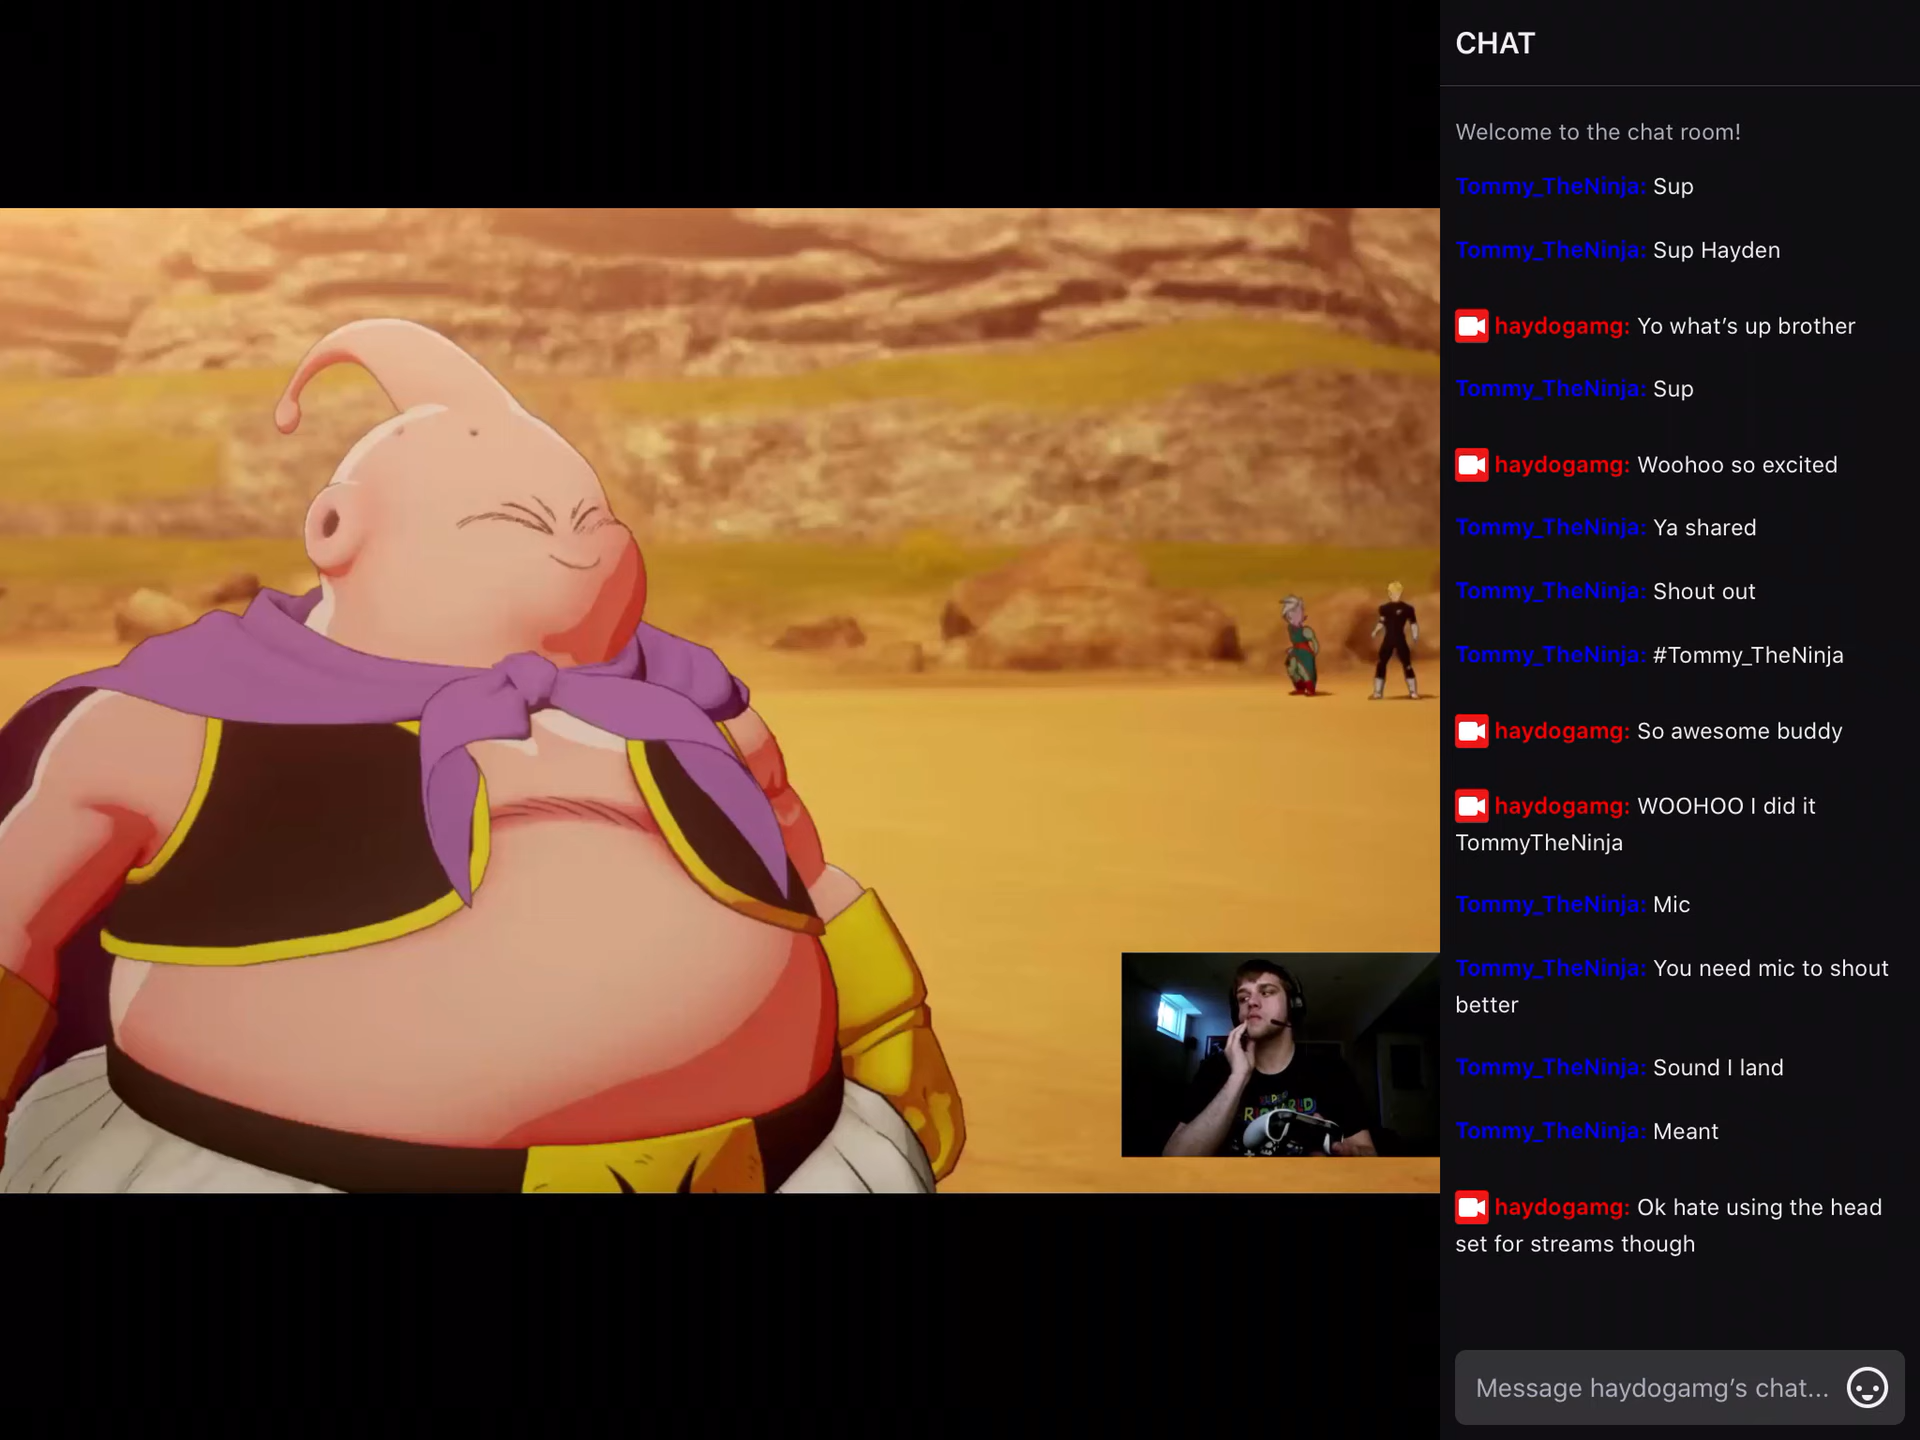 CHAT
Welcome to the chat room!
Tommy_TheNinja: Sup
Tommy_TheNinja: Sup Hayden
haydogamg: Yo what’s up brother
Tommy_TheNinja: Sup
haydogamg: Woohoo so excited
Tommy_TheNinja: Ya shared
Tommy_TheNinja: Shout out
Tommy_TheNinja: #Tommy_TheNinja
haydogamg: So awesome buddy
haydogamg: WOOHOO I did it
TommyTheNinja
Tommy_TheNinja: Mic
Tommy_TheNinja: You need mic to shout
better
Tommy_TheNinja: Sound I land
Tommy_TheNinja: Meant
haydogamg: Ok hate using the head
set for streams though
Message haydogamg’s chat...